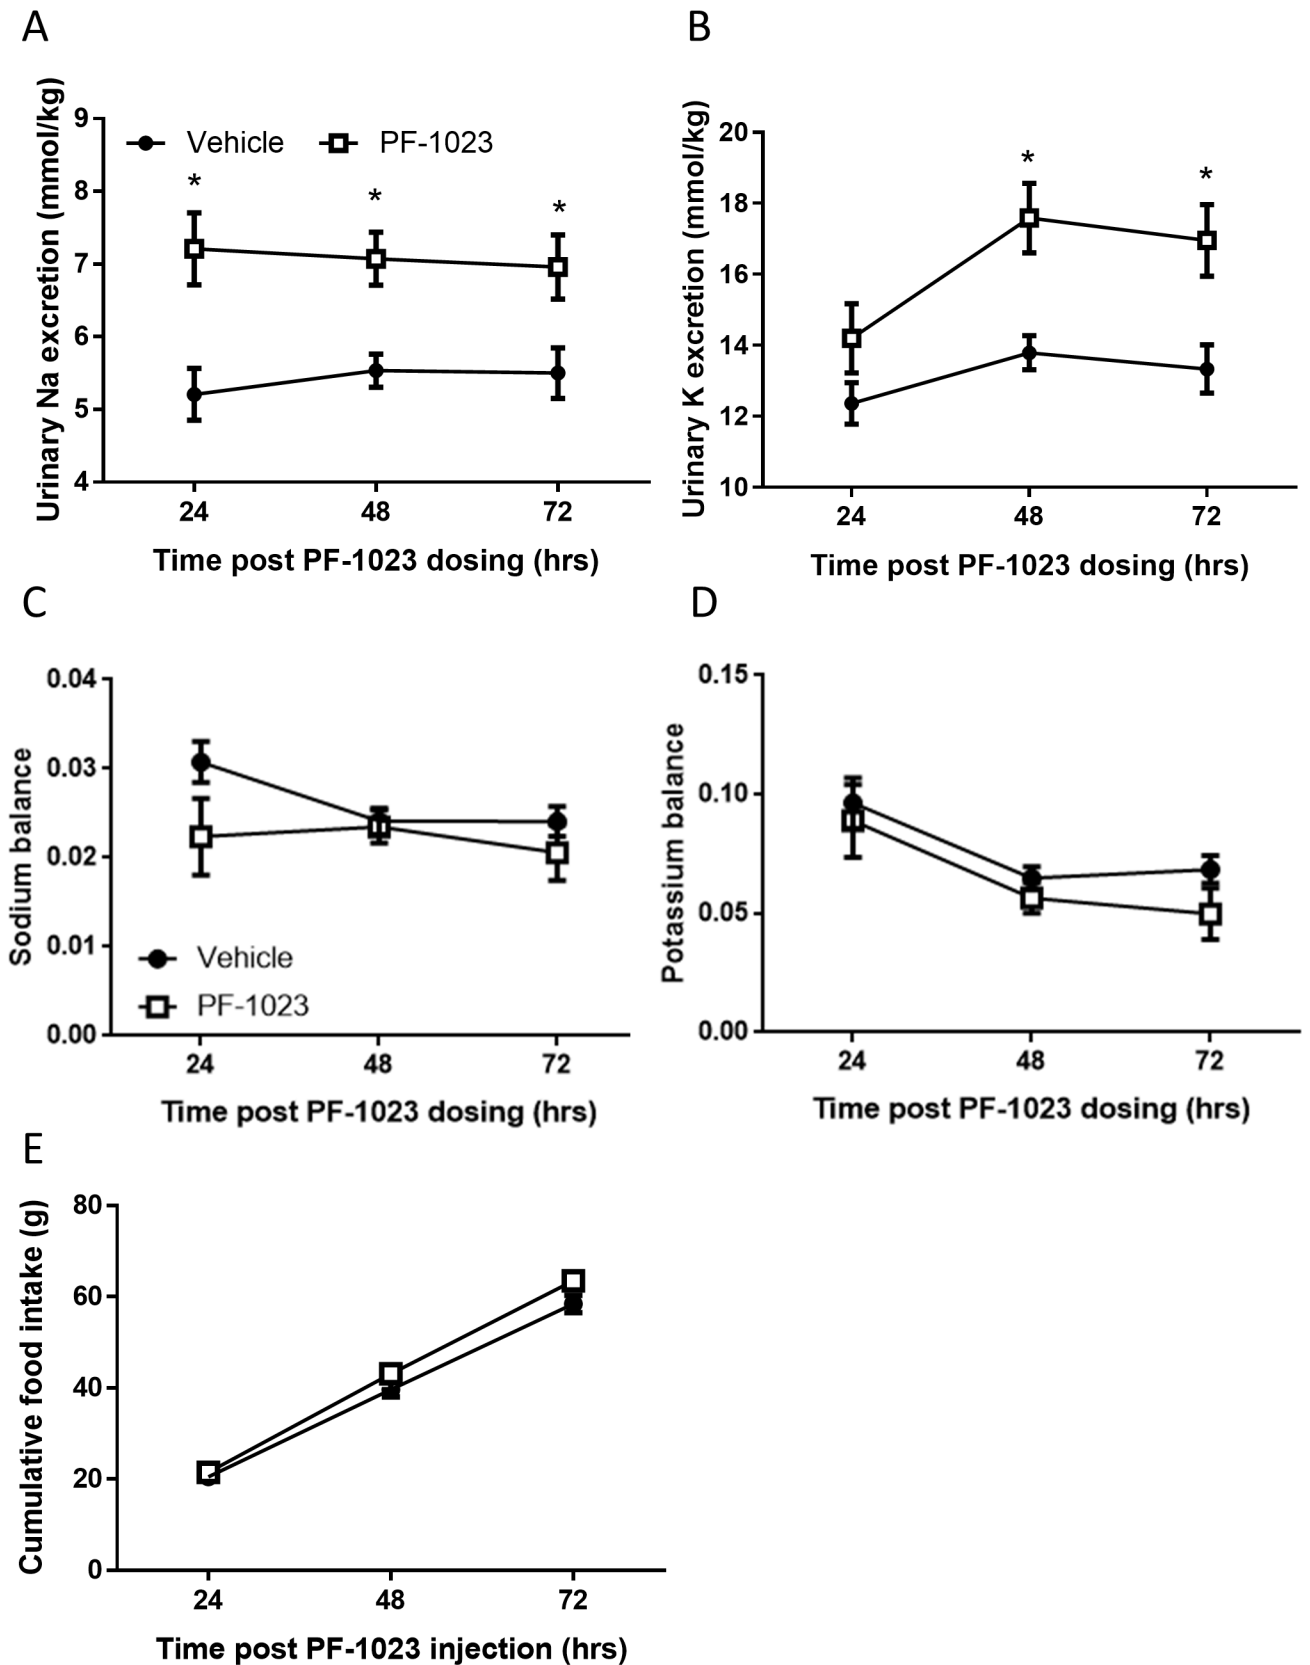 A
Urinary Na excretion (mmol/kg)
9
8
7
6
5
4
Vehicle PF-1023
* * *
24 48 72
Time post PF-1023 dosing (hrs)
B
Urinary K excretion (mmol/kg)
20
18
16
14
12
10
* *
24 48 72
Time post PF-1023 dosing (hrs)
C
Sodium balance
0.04
0.03
0.02
0.01
0.00
Vehicle
PF-1023
24 48 72
Time post PF-1023 dosing (hrs)
D
Potassium balance
0.15
0.10
0.05
0.00
24 48 72
Time post PF-1023 dosing (hrs)
E
Cumulative food intake (g)
80
60
40
20
0
24 48 72
Time post PF-1023 injection (hrs)